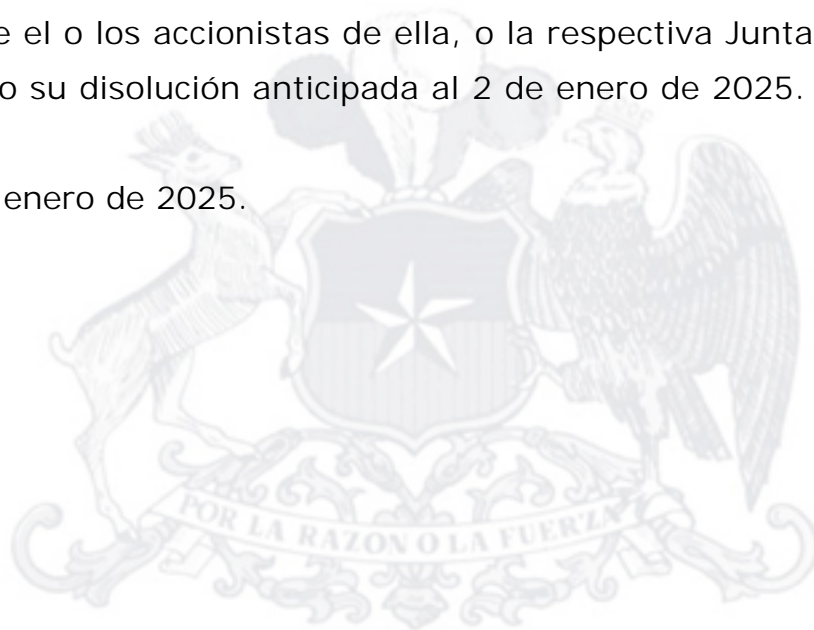 e el o los accionistas de ella, o la respectiva Junta
o su disolución anticipada al 2 de enero de 2025.
enero de 2025.
POR LA RAZON O LA FUERZA